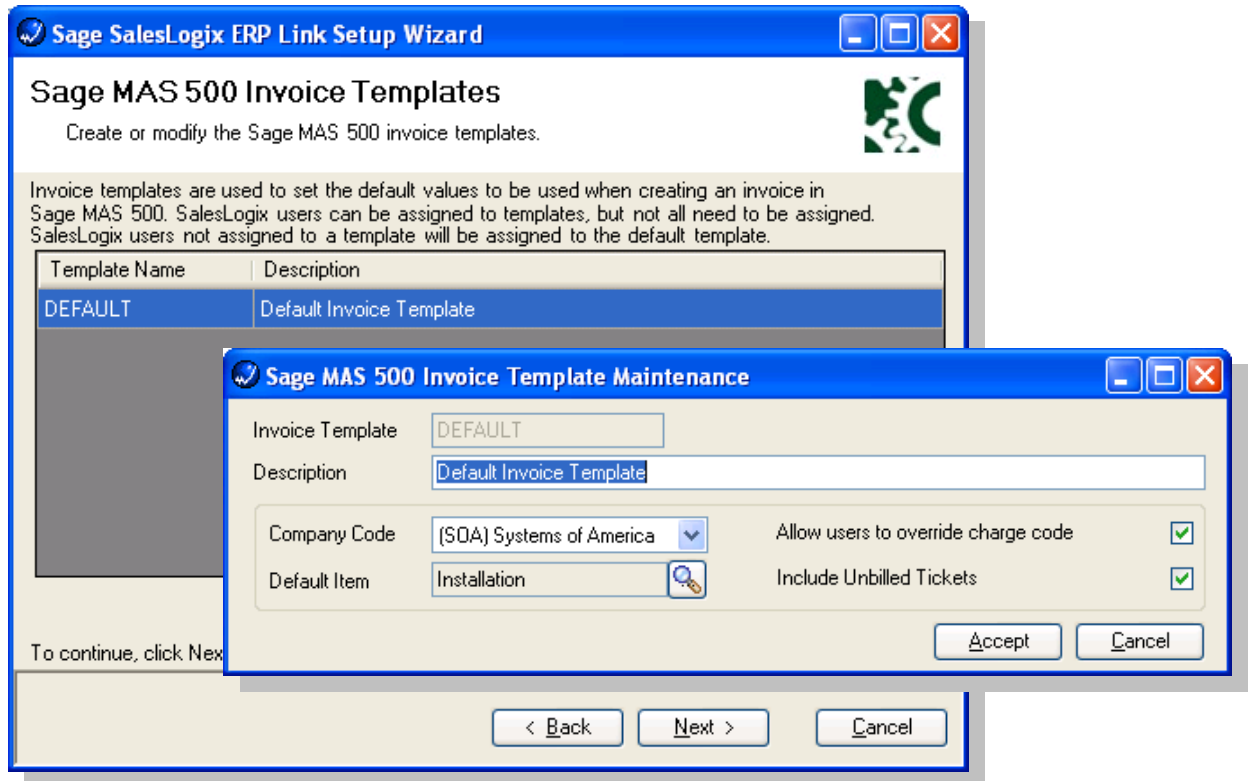 Sage SalesLogix ERP Link Setup Wizard
Sage MAS 500 Invoice Templates
Create or modify the Sage MAS 500 invoice templates.
Invoice templates are used to set the default values to be used when creating an invoice in
Sage MAS 500. SalesLogix users can be assigned to templates, but not all need to be assigned.
SalesLogix users not assigned to a template will be assigned to the default template.
Template Name Description
DEFAULT Default Invoice Template
Sage MAS 500 Invoice Template Maintenance
Invoice Template DEFAULT
Description Default Invoice Template
Company Code (SOA) Systems of America Allow users to override charge code
Default Item Installation Include Unbilled Tickets
Accept Cancel
To continue, click Nex
< Back Next > Cancel